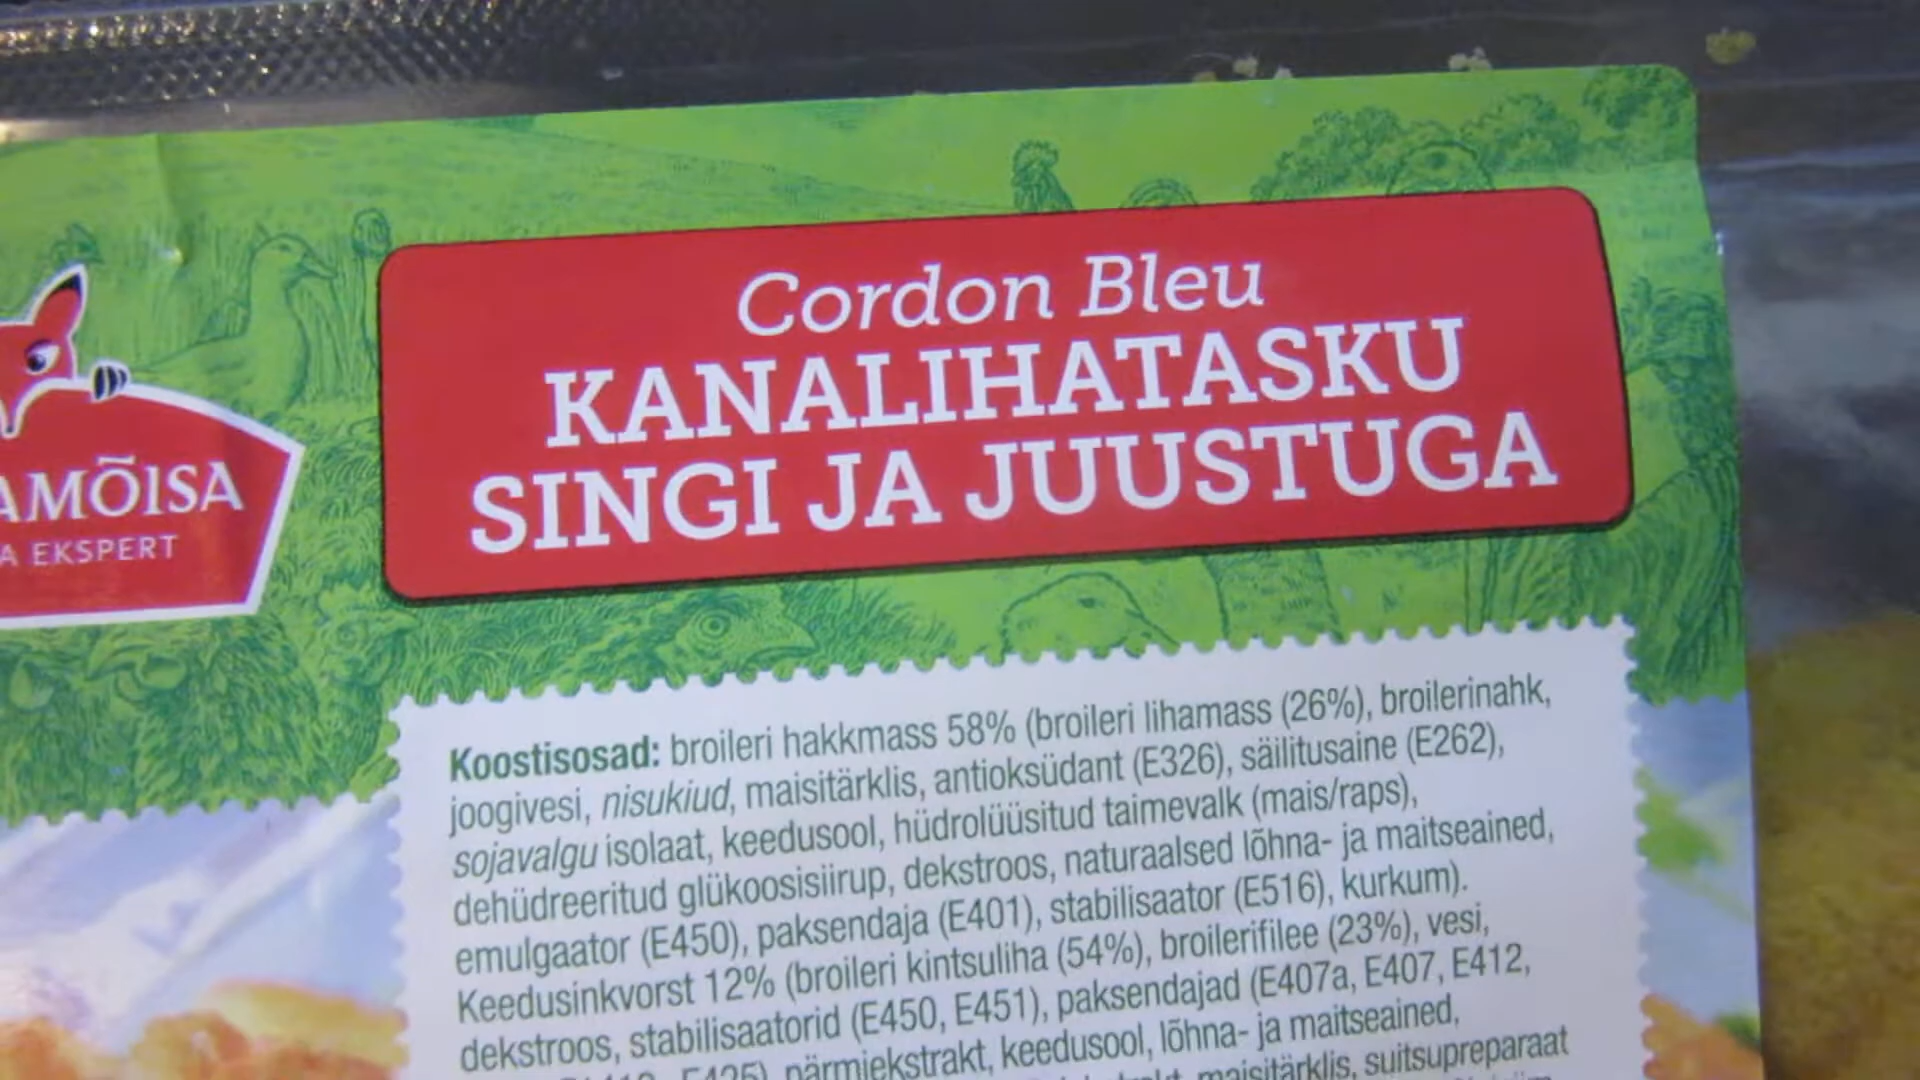 Cordon Bleu
KANALIHATASKU
SINGI JA JUUSTUGA
AMÕISA
A EKSPERT
Koostisosad: broileri hakkmass 58% (broileri lihamass (26%), broilerinahk,
joogivesi, nisukiud, maisitärklis, antioksüdant (E326), säilitusaine (E262),
sojavalgu isolaat, keedusool, hüdrolüüsitud taimevalk (mais/raps),
dehüdreeritud glükoosisiirup, dekstroos, naturaalsed lõhna- ja maitseained,
emulgaator (E450), paksendaja (E401), stabilisaator (E516), kurkum).
Keedusinkvorst 12% (broileri kintsuliha (54%), broilerifilee (23%), vesi,
dekstroos, stabilisaatorid (E450, E451), paksendajad (E407a, E407, E412,
E425), pärmiekstrakt, keedusool, lõhna- ja maitseained,
maisitärklis, suitsupreparaat